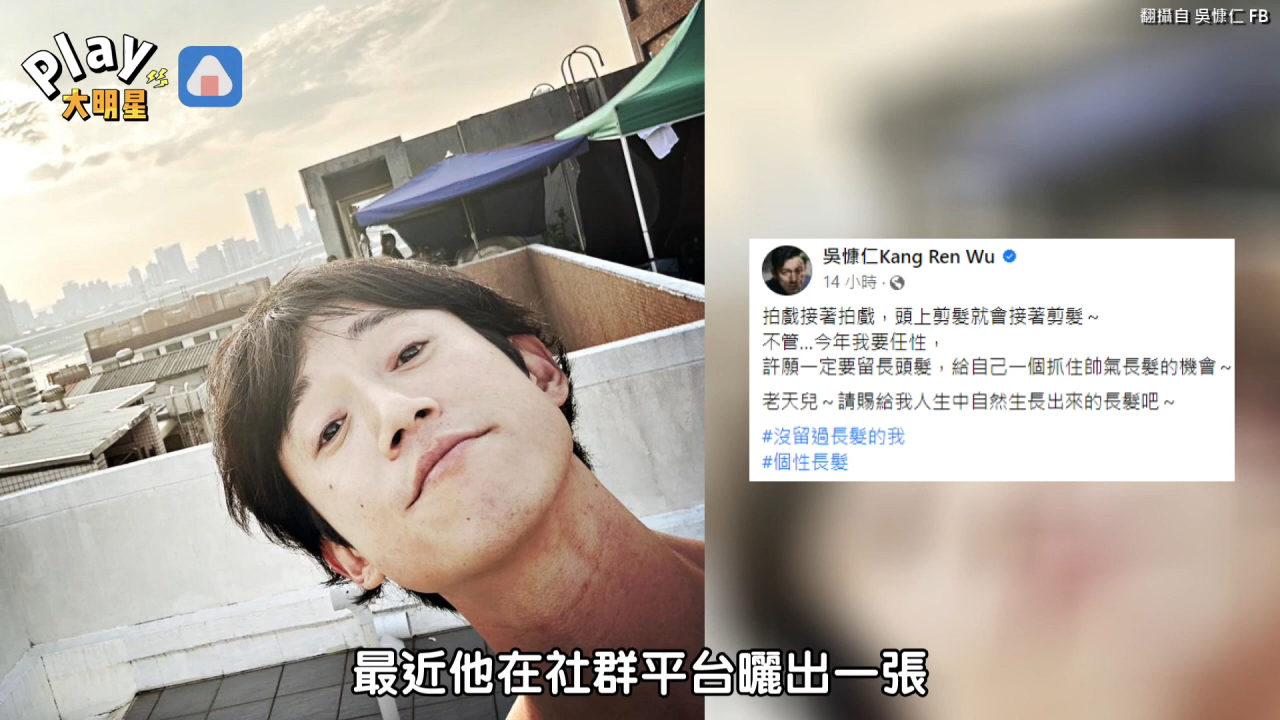 翻攝自 吳慷仁 FB
Play
大明星
吳慷仁Kang Ren Wu
14 小時
拍戲接著拍戲，頭上剪髮就會接著剪髮～
不管...今年我要任性，
許願一定要留長頭髮，給自己一個抓住帥氣長髮的機會～
老天兒～請賜給我人生中自然生長出來的長髮吧～
#沒留過長髮的我
#個性長髮
最近他在社群平台曬出一張